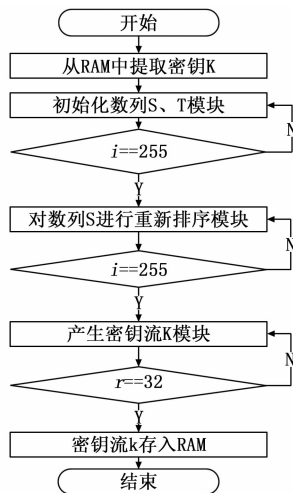 开始
从RAM中提取密钥K
初始化数列S、T模块
N
i==255
Y
对数列S进行重新排序模块
N
i==255
Y
产生密钥流K模块
N
r==32
Y
密钥流k存入RAM
结束